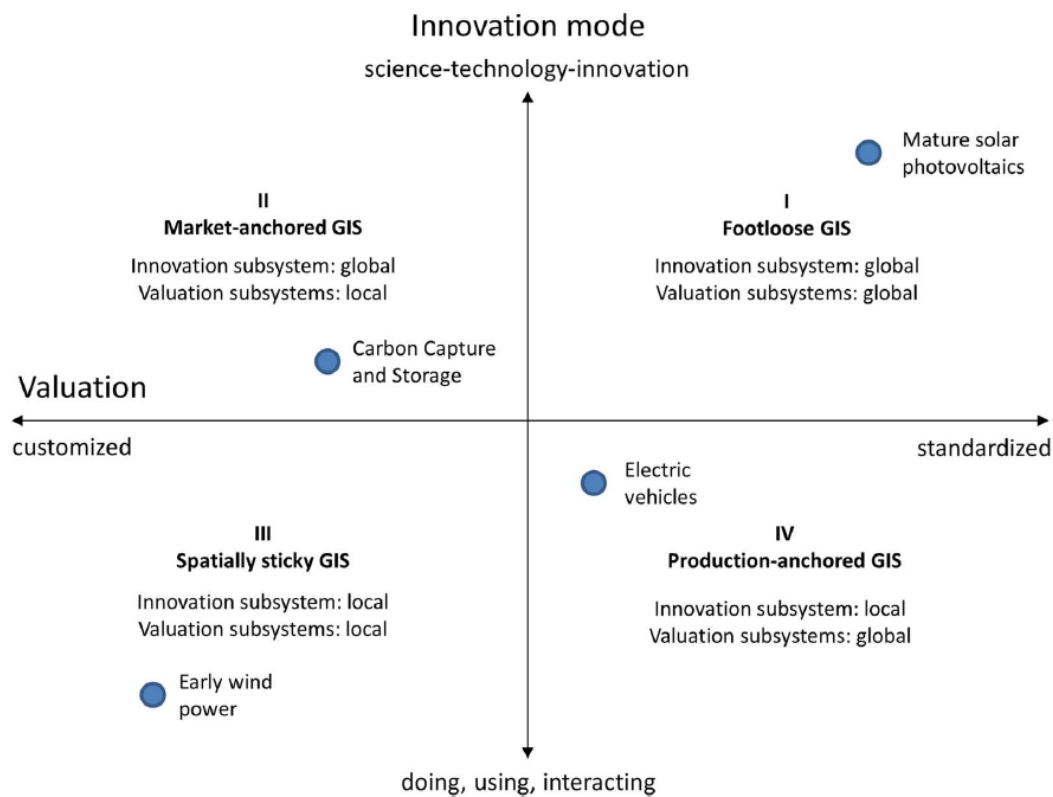 Innovation mode
science-technology-innovation
Mature solar
photovoltaics
II
Market-anchored GIS
Innovation subsystem: global
Valuation subsystems: local
I
Footloose GIS
Innovation subsystem: global
Valuation subsystems: global
Carbon Capture
and Storage
Valuation
customized
standardized
Electric
vehicles
III
Spatially sticky GIS
Innovation subsystem: local
Valuation subsystems: local
IV
Production-anchored GIS
Innovation subsystem: local
Valuation subsystems: global
Early wind
power
doing, using, interacting